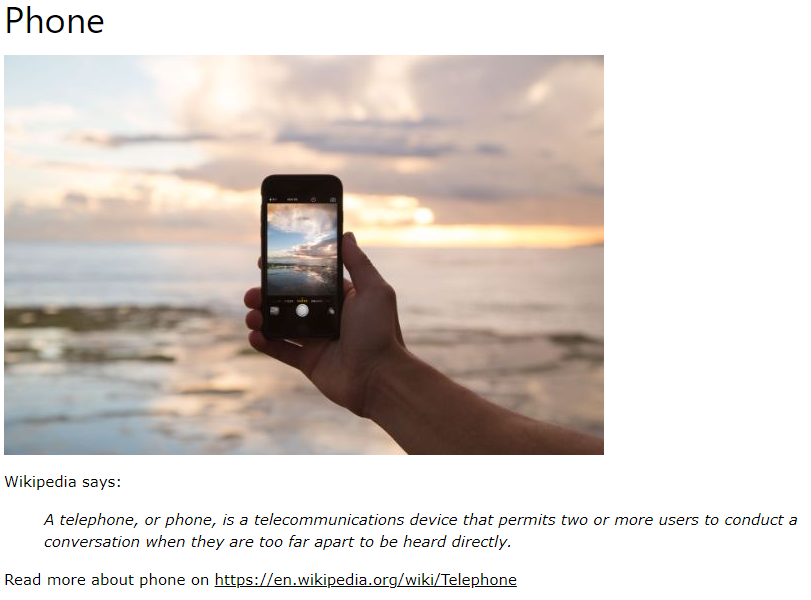 Phone
Wikipedia says:
A telephone, or phone, is a telecommunications device that permits two or more users to conduct a
conversation when they are too far apart to be heard directly.
Read more about phone on https://en.wikipedia.org/wiki/Telephone